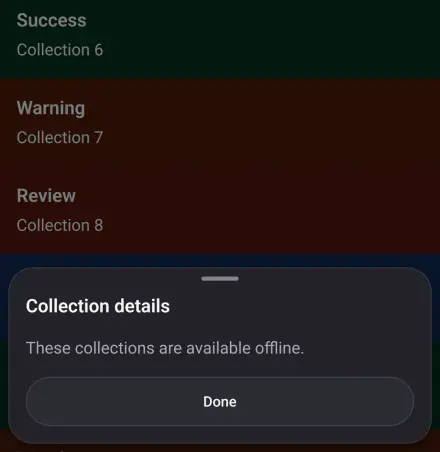 Success
Collection 6
Warning
Collection 7
Review
Collection 8
Collection details
These collections are available offline.
Done